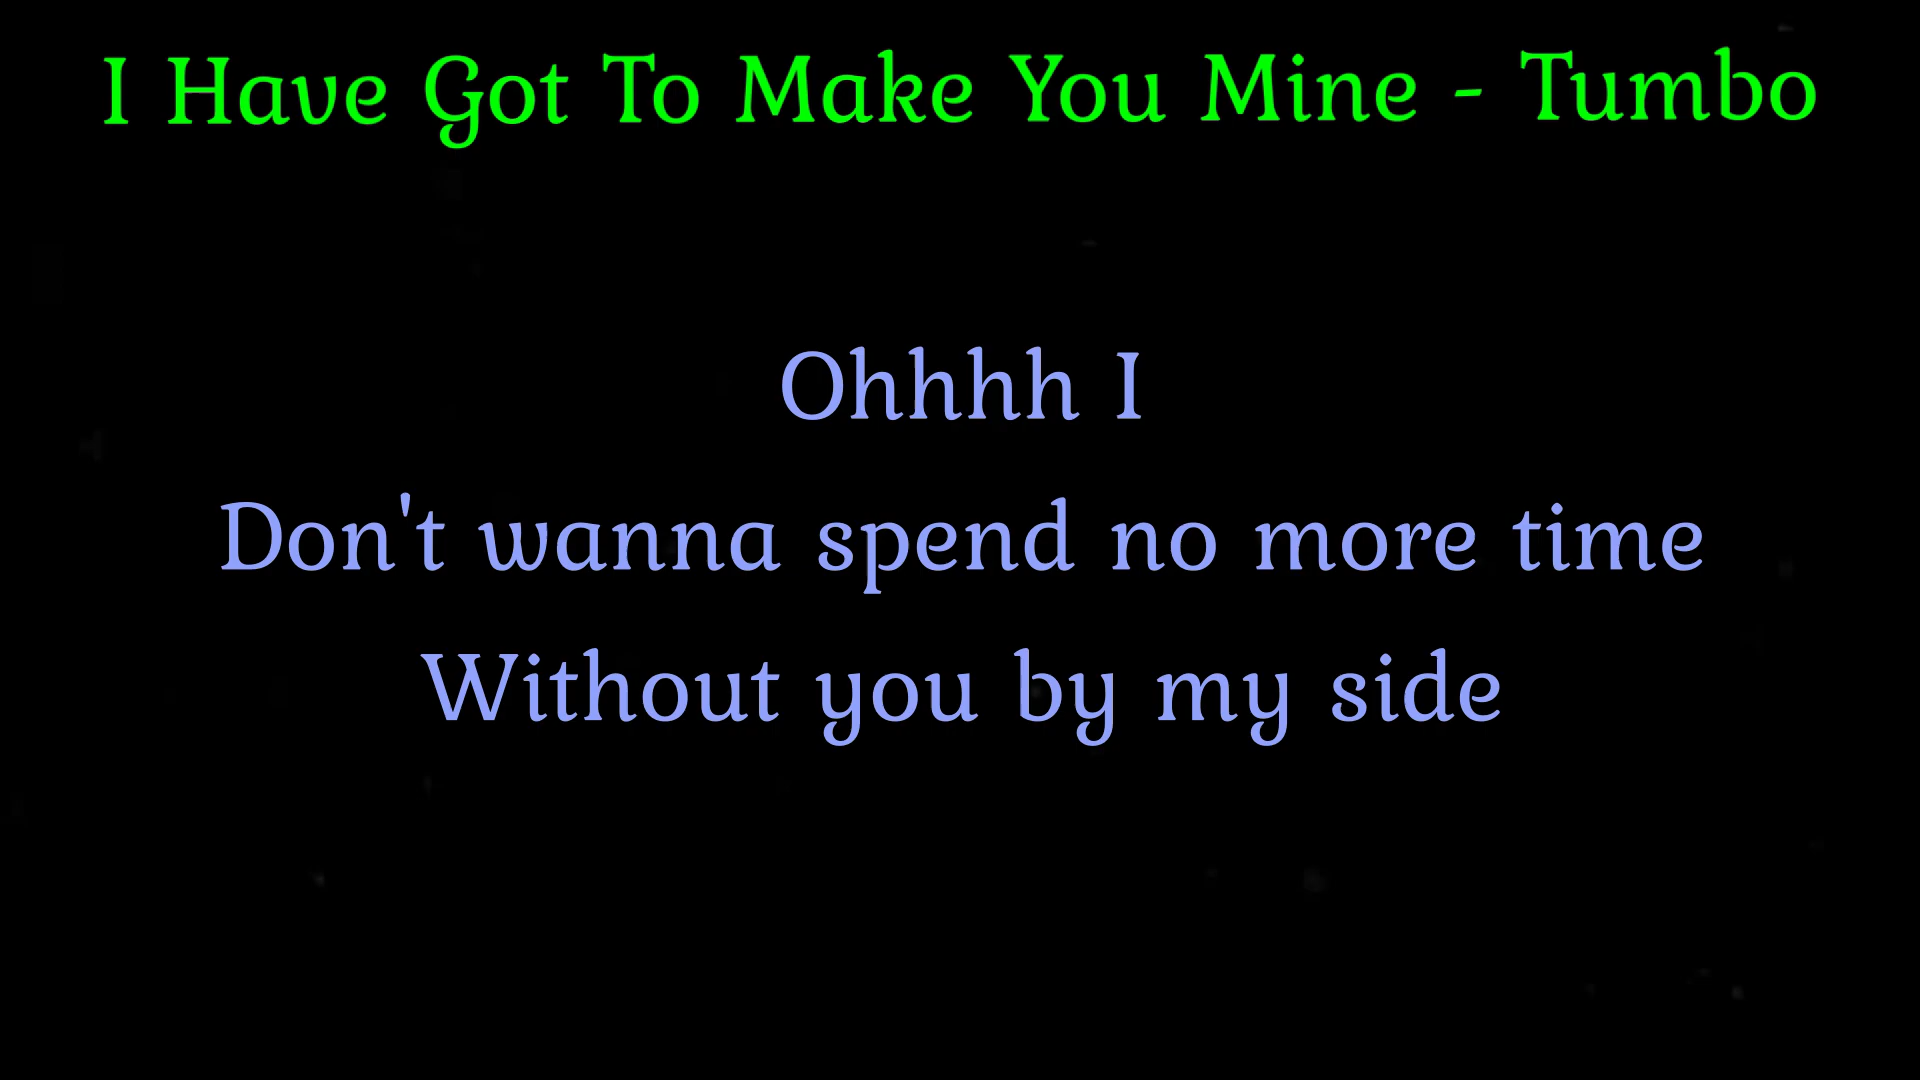 I Have Got To Make You Mine - Tumbo
Ohhhh I
Don't wanna spend no more time
Without you by my side